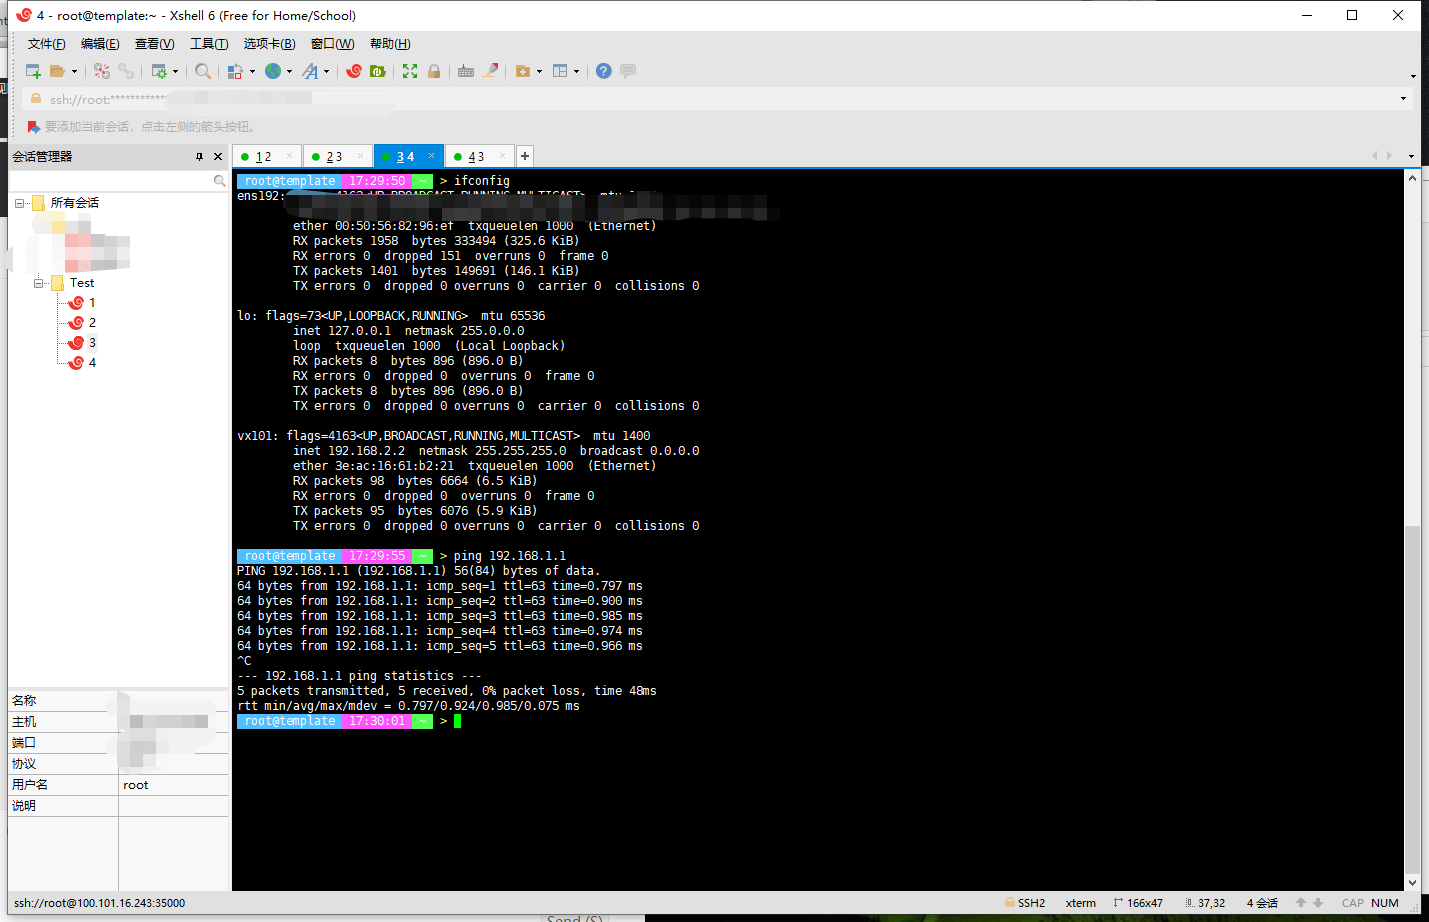 4 - root@template:~ - Xshell 6 (Free for Home/School)
文件(F) 编辑(E) 查看(V) 工具(T) 选项卡(B) 窗口(W) 帮助(H)
ssh://root:************
要添加当前会话，点击左侧的箭头按钮。
会话管理器
1 2
2 3
3 4
4 3
所有会话
Test
1
2
3
4
名称
主机
端口
协议
用户名 root
说明
root@template 17:29:50 ~ > ifconfig
ens192: 4163<UP,BROADCAST,RUNNING,MULTICAST> mtu
ether 00:50:56:82:96:ef txqueuelen 1000 (Ethernet)
RX packets 1958 bytes 333494 (325.6 KiB)
RX errors 0 dropped 151 overruns 0 frame 0
TX packets 1401 bytes 149691 (146.1 KiB)
TX errors 0 dropped 0 overruns 0 carrier 0 collisions 0
lo: flags=73<UP,LOOPBACK,RUNNING> mtu 65536
inet 127.0.0.1 netmask 255.0.0.0
loop txqueuelen 1000 (Local Loopback)
RX packets 8 bytes 896 (896.0 B)
RX errors 0 dropped 0 overruns 0 frame 0
TX packets 8 bytes 896 (896.0 B)
TX errors 0 dropped 0 overruns 0 carrier 0 collisions 0
vx101: flags=4163<UP,BROADCAST,RUNNING,MULTICAST> mtu 1400
inet 192.168.2.2 netmask 255.255.255.0 broadcast 0.0.0.0
ether 3e:ac:16:61:b2:21 txqueuelen 1000 (Ethernet)
RX packets 98 bytes 6664 (6.5 KiB)
RX errors 0 dropped 0 overruns 0 frame 0
TX packets 95 bytes 6076 (5.9 KiB)
TX errors 0 dropped 0 overruns 0 carrier 0 collisions 0
root@template 17:29:55 ~ > ping 192.168.1.1
PING 192.168.1.1 (192.168.1.1) 56(84) bytes of data.
64 bytes from 192.168.1.1: icmp_seq=1 ttl=63 time=0.797 ms
64 bytes from 192.168.1.1: icmp_seq=2 ttl=63 time=0.900 ms
64 bytes from 192.168.1.1: icmp_seq=3 ttl=63 time=0.985 ms
64 bytes from 192.168.1.1: icmp_seq=4 ttl=63 time=0.974 ms
64 bytes from 192.168.1.1: icmp_seq=5 ttl=63 time=0.966 ms
^C
--- 192.168.1.1 ping statistics ---
5 packets transmitted, 5 received, 0% packet loss, time 48ms
rtt min/avg/max/mdev = 0.797/0.924/0.985/0.075 ms
root@template 17:30:01 ~ >
ssh://root@100.101.16.243:35000 SSH2 xterm 166x47 37,32 4 会话 CAP NUM
Send (S)